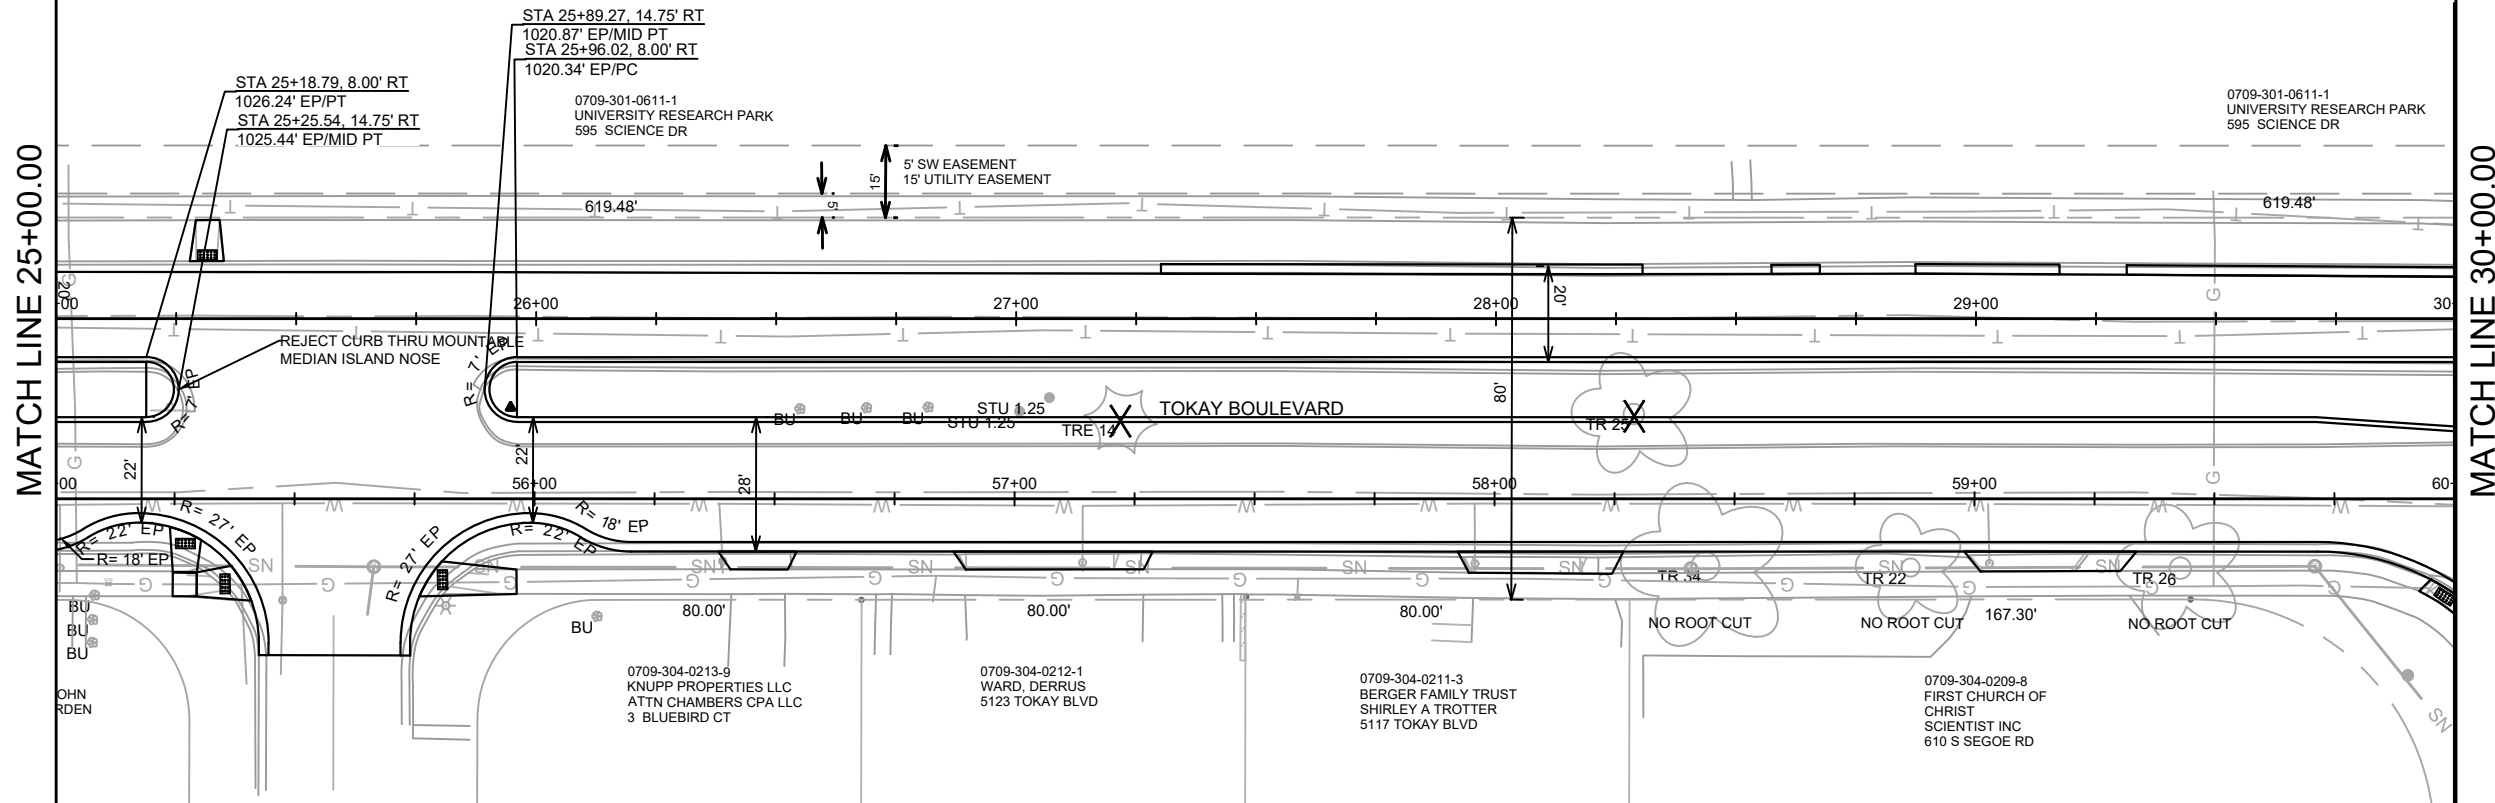 MATCH LINE 25+00.00
STA 25+18.79, 8.00' RT
1026.24' EP/PT
STA 25+25.54, 14.75' RT
1025.44' EP/MID PT
STA 25+89.27, 14.75' RT
1020.87' EP/MID PT
STA 25+96.02, 8.00' RT
1020.34' EP/PC
0709-301-0611-1
UNIVERSITY RESEARCH PARK
595 SCIENCE DR
0709-301-0611-1
UNIVERSITY RESEARCH PARK
595 SCIENCE DR
MATCH LINE 30+00.00
5' SW EASEMENT
15' UTILITY EASEMENT
15'
5'
619.48'
619.48'
T T T T T T T T T T T T T
G
20'
20'
G
+00
26+00
27+00
28+00
29+00
30
REJECT CURB THRU MOUNTABLE
MEDIAN ISLAND NOSE
T T T T T T T T T T
R= 7' EP
R= 7' EP
80'
BU
BU
BU
STU 1.25
STU 1.25
TRE 14
TOKAY BOULEVARD
TR 25
22'
22'
28'
G
G
+00
56+00
57+00
58+00
59+00
60
W W W W W W W W W W W
R= 22' EP
R= 27' EP
R= 18' EP
R= 27' EP
R= 22' EP
R= 18' EP
SN SN SN SN SN SN SN
G G G G G G G G G G
TR 34
TR 22
TR 26
BU
BU
BU
BU
80.00'
80.00'
80.00'
167.30'
NO ROOT CUT
NO ROOT CUT
NO ROOT CUT
OHN
RDEN
0709-304-0213-9
KNUPP PROPERTIES LLC
ATTN CHAMBERS CPA LLC
3 BLUEBIRD CT
0709-304-0212-1
WARD, DERRUS
5123 TOKAY BLVD
0709-304-0211-3
BERGER FAMILY TRUST
SHIRLEY A TROTTER
5117 TOKAY BLVD
0709-304-0209-8
FIRST CHURCH OF
CHRIST
SCIENTIST INC
610 S SEGOE RD
SN